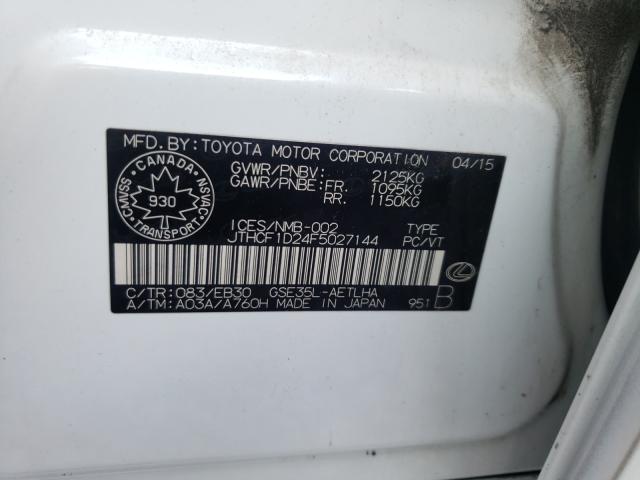 MFD. BY: TOYOTA MOTOR CORPORATION 04/15
GVWR/PNBV: 2125KG
GAWR/PNBE: FR. 1095KG
RR. 1150KG
CANADA
930
TRANSPORT
NSVAC
CMVSS
ICES/NMB-002 TYPE
JTHCF1D24F5027144 PC/VT
C/TR: 083/EB30 GSE35L-AETLHA
A/TM: A03A/A760H MADE IN JAPAN 951 B